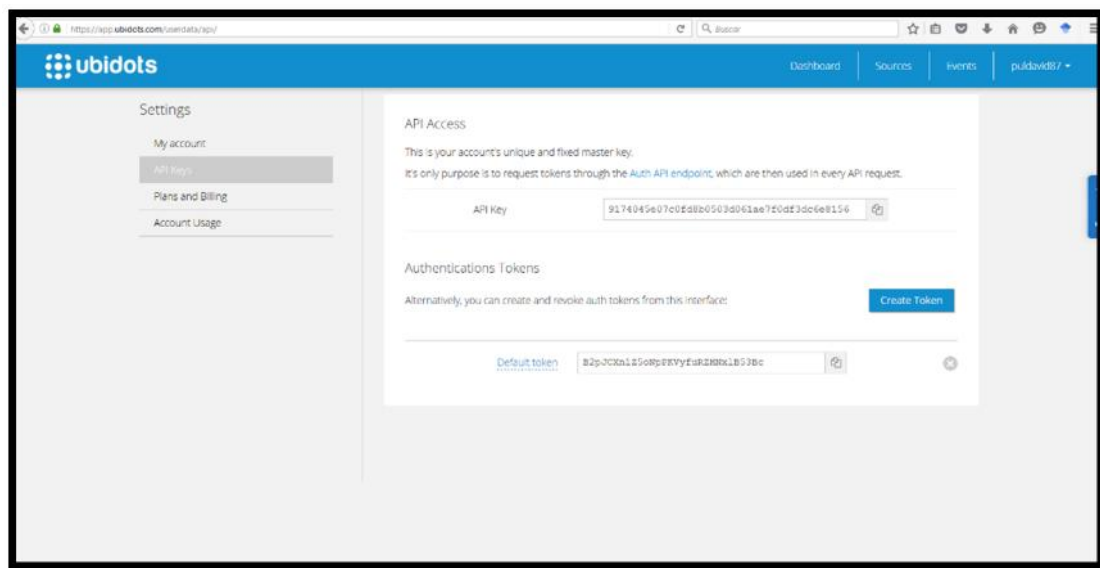 https://app.ubidots.com/userdata/api/
Buscar
ubidots
Dashboard
Sources
Events
puldavid87
Settings
My account
API Keys
Plans and Billing
Account Usage
API Access
This is your account's unique and fixed master key.
It's only purpose is to request tokens through the Auth API endpoint, which are then used in every API request.
API Key
Authentications Tokens
Alternatively, you can create and revoke auth tokens from this interface:
Create Token
Default token